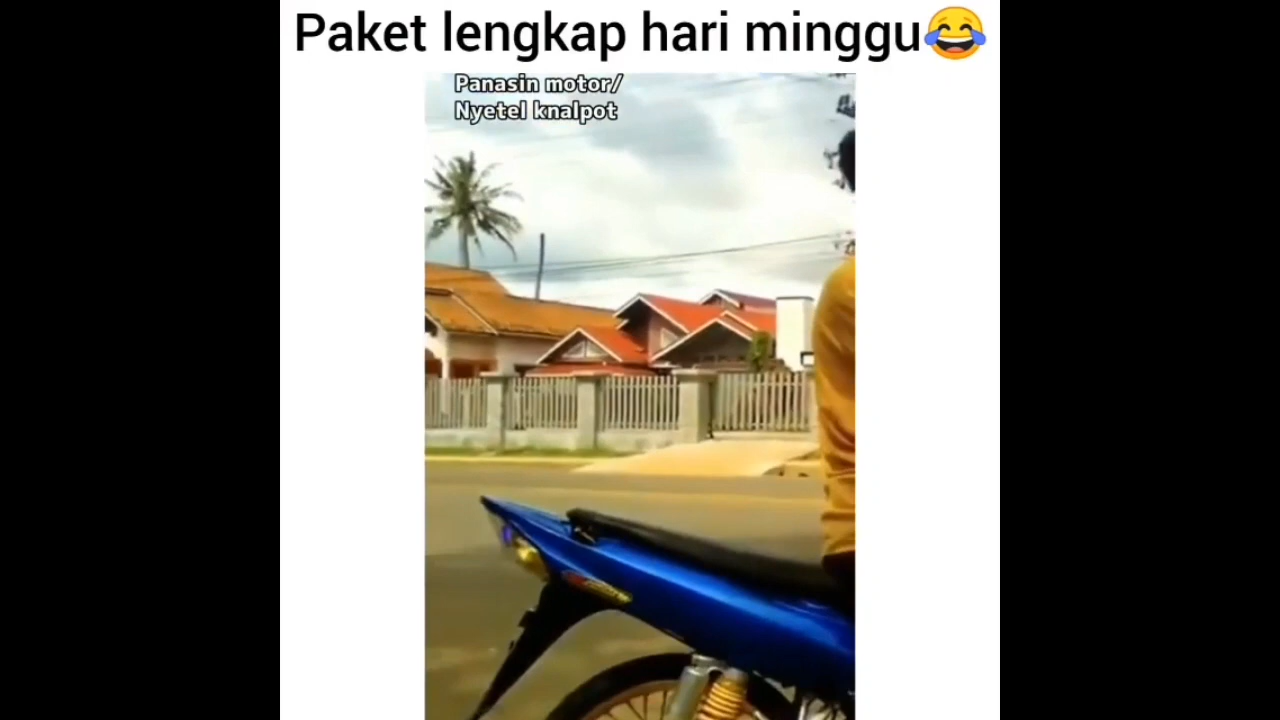 Paket lengkap hari minggu😂
Panasin motor/
Nyetel knalpot